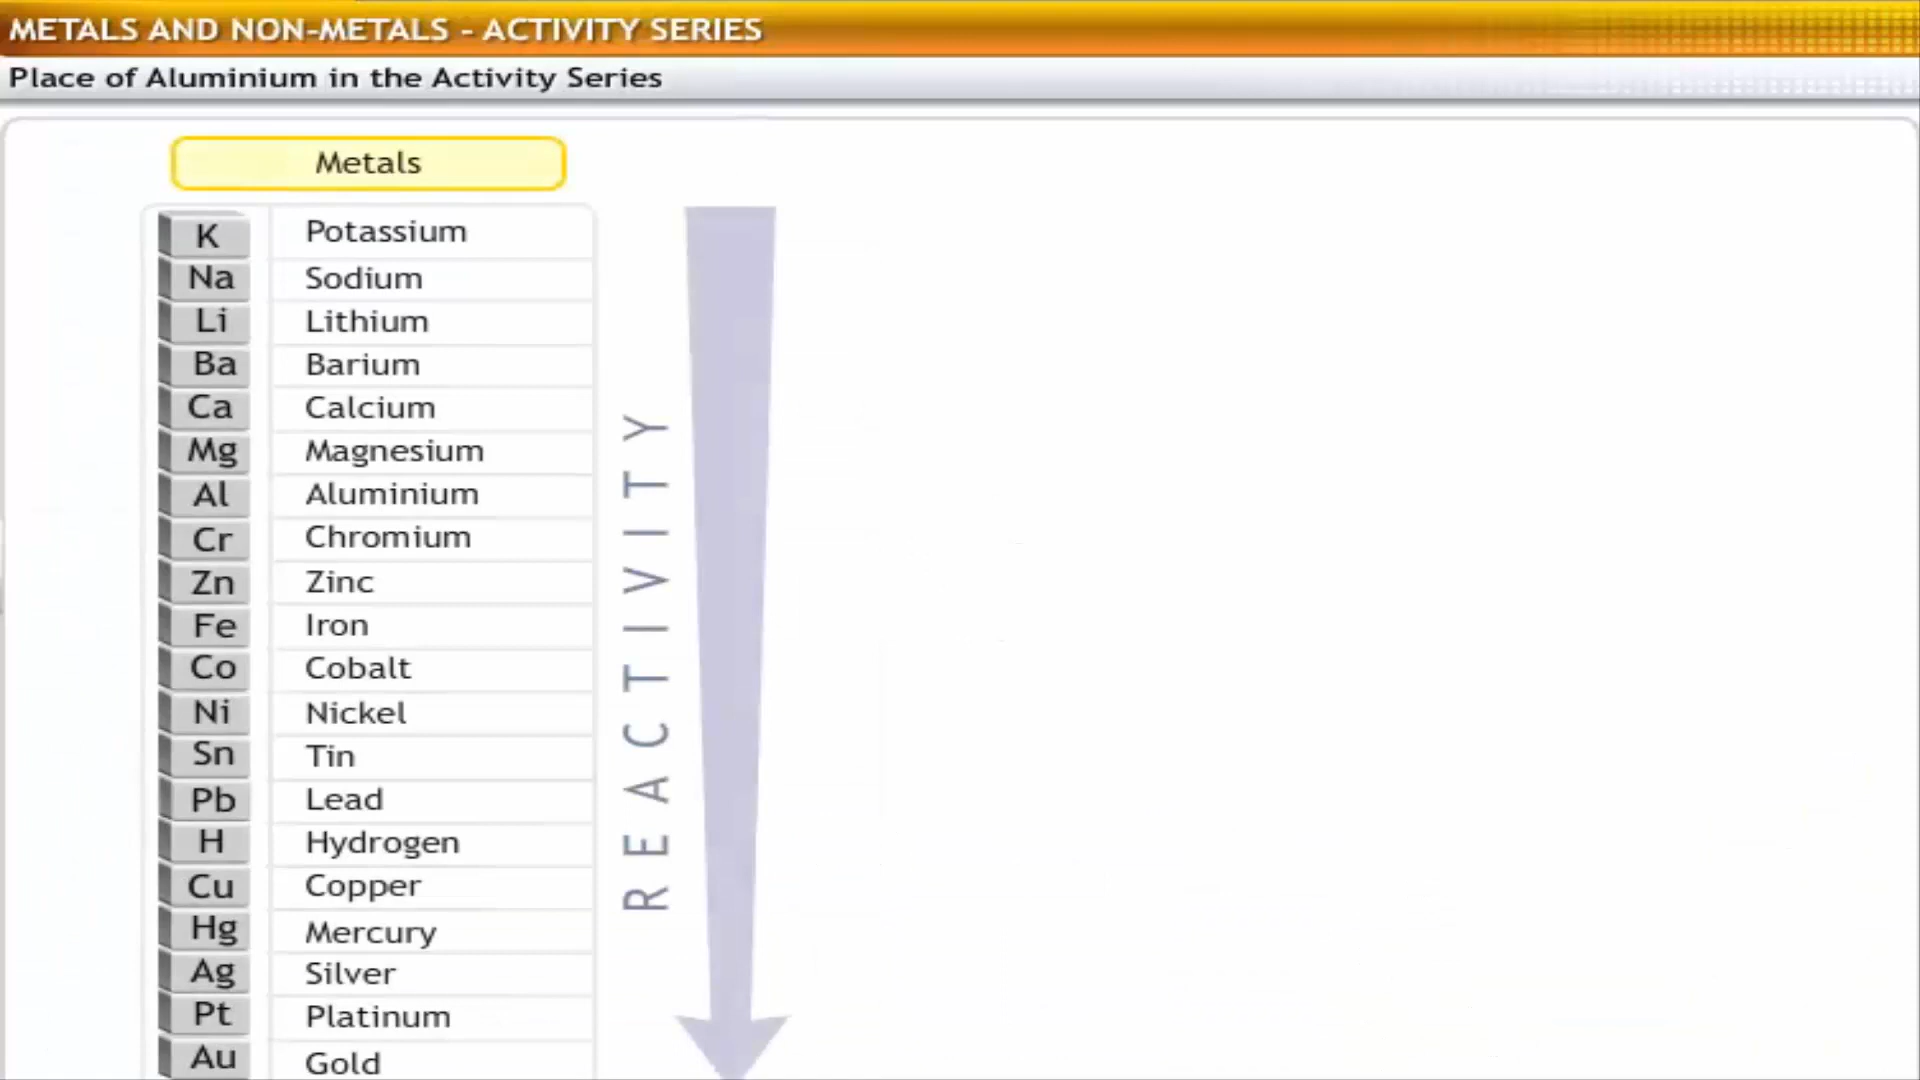 METALS AND NON-METALS - ACTIVITY SERIES
Place of Aluminium in the Activity Series
Metals
K Potassium
Na Sodium
Li Lithium
Ba Barium
Ca Calcium
Mg Magnesium
Al Aluminium
Cr Chromium
Zn Zinc
Fe Iron
Co Cobalt
Ni Nickel
Sn Tin
Pb Lead
H Hydrogen
Cu Copper
Hg Mercury
Ag Silver
Pt Platinum
Au Gold
REACTIVITY